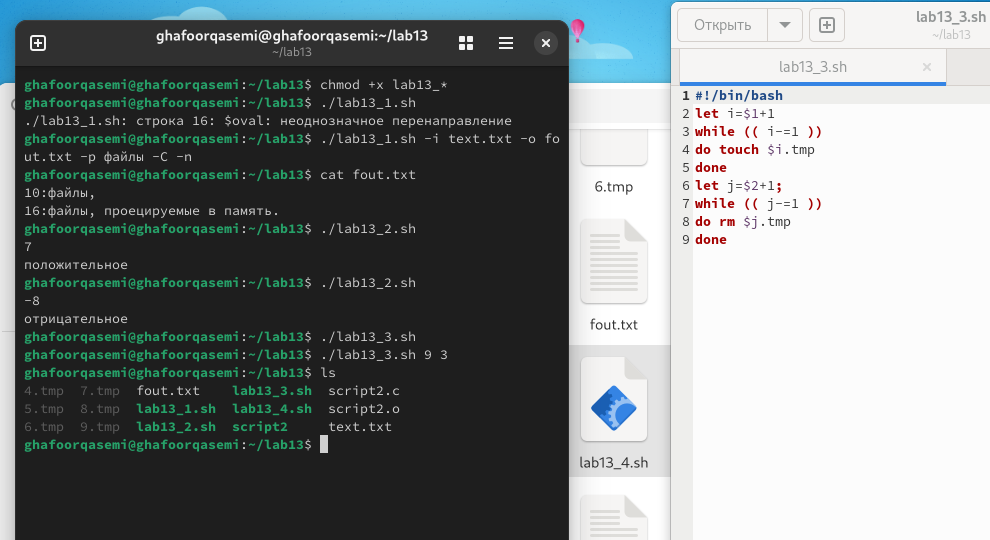 ghafoorqasemi@ghafoorqasemi:~/lab13
~/lab13
ghafoorqasemi@ghafoorqasemi:~/lab13$ chmod +x lab13_*
ghafoorqasemi@ghafoorqasemi:~/lab13$ ./lab13_1.sh
./lab13_1.sh: строка 16: $oval: неоднозначное перенаправление
ghafoorqasemi@ghafoorqasemi:~/lab13$ ./lab13_1.sh -i text.txt -o fo
ut.txt -p файлы -C -n
ghafoorqasemi@ghafoorqasemi:~/lab13$ cat fout.txt
10:файлы,
16:файлы, проецируемые в память.
ghafoorqasemi@ghafoorqasemi:~/lab13$ ./lab13_2.sh
7
положительное
ghafoorqasemi@ghafoorqasemi:~/lab13$ ./lab13_2.sh
-8
отрицательное
ghafoorqasemi@ghafoorqasemi:~/lab13$ ./lab13_3.sh
ghafoorqasemi@ghafoorqasemi:~/lab13$ ./lab13_3.sh 9 3
ghafoorqasemi@ghafoorqasemi:~/lab13$ ls
4.tmp 7.tmp fout.txt lab13_3.sh script2.c
5.tmp 8.tmp lab13_1.sh lab13_4.sh script2.o
6.tmp 9.tmp lab13_2.sh script2 text.txt
ghafoorqasemi@ghafoorqasemi:~/lab13$
6.tmp
fout.txt
lab13_4.sh
Открыть
lab13_3.sh
~/lab13
lab13_3.sh
1 #!/bin/bash
2 let i=$1+1
3 while (( i-=1 ))
4 do touch $i.tmp
5 done
6 let j=$2+1;
7 while (( j-=1 ))
8 do rm $j.tmp
9 done